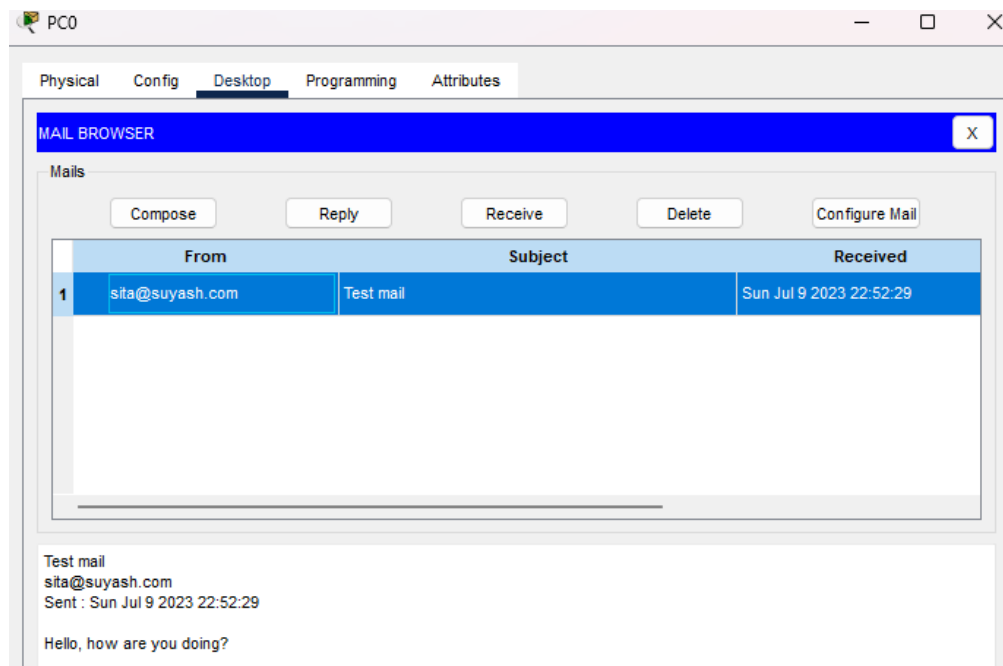 PC0
Physical Config Desktop Programming Attributes
MAIL BROWSER X
Mails
Compose Reply Receive Delete Configure Mail
From Subject Received
1 sita@suyash.com Test mail Sun Jul 9 2023 22:52:29
Test mail
sita@suyash.com
Sent : Sun Jul 9 2023 22:52:29
Hello, how are you doing?